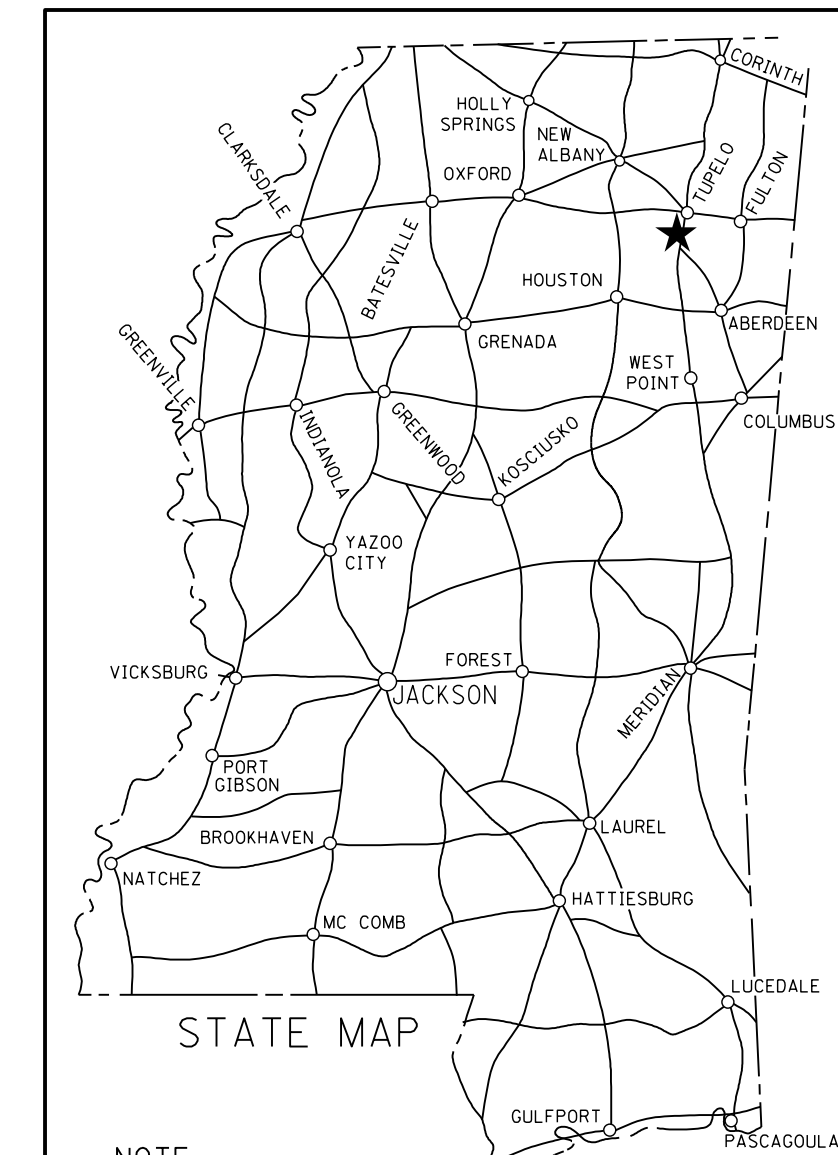 CORINTH
HOLLY
SPRINGS
NEW
ALBANY
CLARKSDALE
OXFORD
TUPELO
FULTON
BATESVILLE
HOUSTON
ABERDEEN
GREENVILLE
GRENADA
WEST
POINT
COLUMBUS
INDIANOLA
GREENWOOD
KOSCIUSKO
YAZOO
CITY
VICKSBURG
FOREST
JACKSON
MERIDIAN
PORT
GIBSON
BROOKHAVEN
LAUREL
NATCHEZ
HATTIESBURG
MC COMB
LUCEDALE
STATE MAP
GULFPORT
PASCAGOULA
NOTE